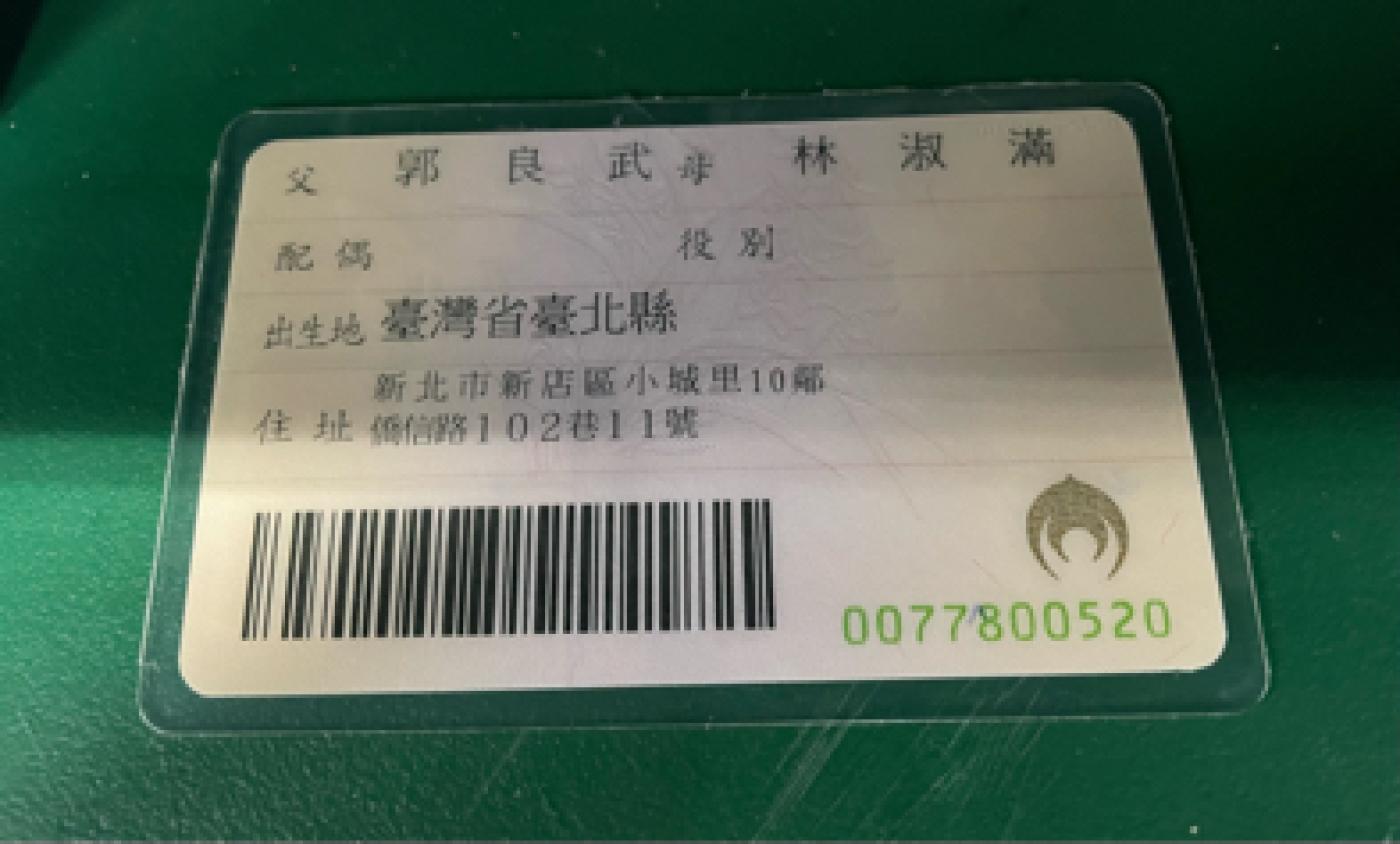 父 郭良武 母 林淑滿
配偶 役別
出生地 臺灣省臺北縣
新北市新店區小城里10鄰
住址 僑信路102巷11號
0077800520